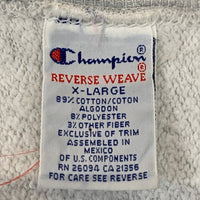 Champion
REVERSE WEAVE
X-LARGE
89% COTTON/COTON
ALGODON
8% POLYESTER
3% OTHER FIBER
EXCLUSIVE OF TRIM
ASSEMBLED IN
MEXICO
OF U.S. COMPONENTS
RN 26094 CA 21356
FOR CARE SEE REVERSE